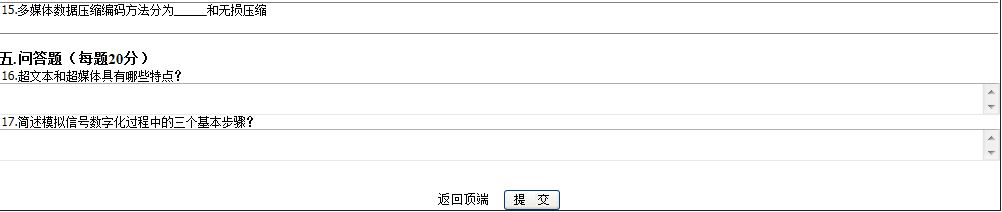 15.多媒体数据压缩编码方法分为_____和无损压缩
五.问答题（每题20分）
16.超文本和超媒体具有哪些特点？
17.简述模拟信号数字化过程中的三个基本步骤？
返回顶端 提 交